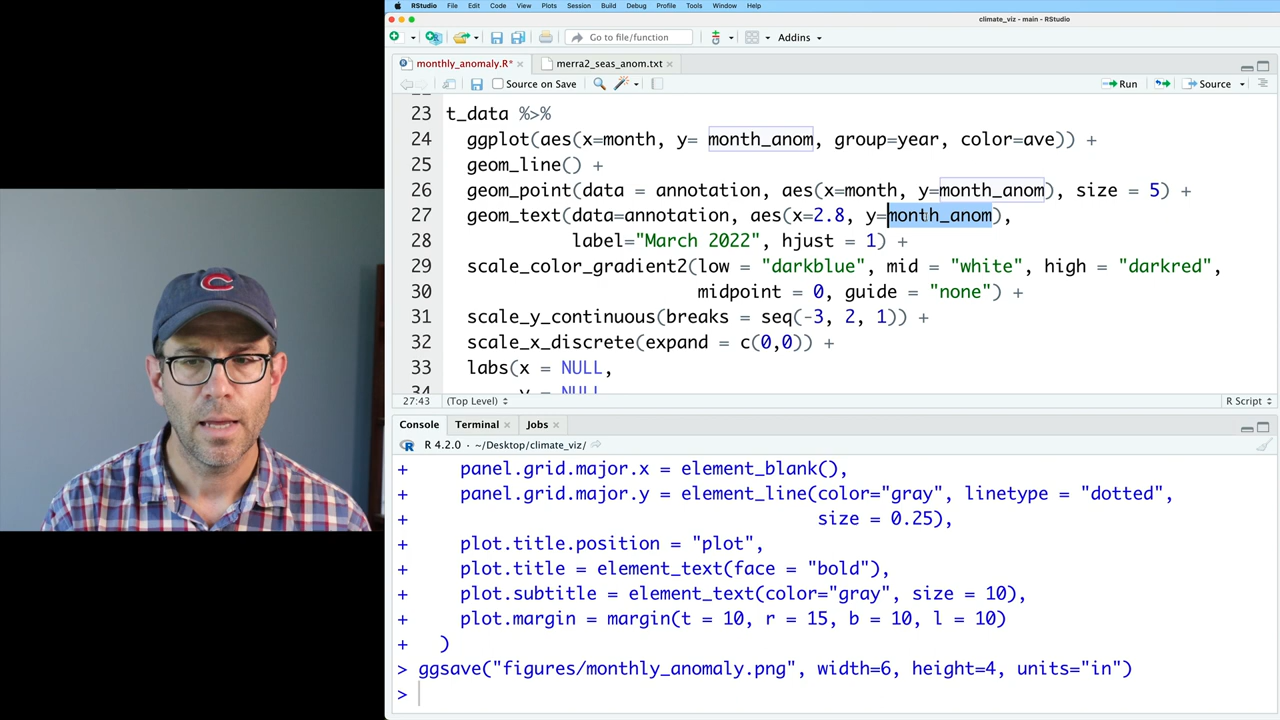 RStudio File Edit Code View Plots Session Build Debug Profile Tools Window Help
climate_viz - main - RStudio
Go to file/function Addins
monthly_anomaly.R* merra2_seas_anom.txt
Source on Save Run Source
23 t_data %>%
24 ggplot(aes(x=month, y= month_anom, group=year, color=ave)) +
25 geom_line() +
26 geom_point(data = annotation, aes(x=month, y=month_anom), size = 5) +
27 geom_text(data=annotation, aes(x=2.8, y=month_anom),
28 label="March 2022", hjust = 1) +
29 scale_color_gradient2(low = "darkblue", mid = "white", high = "darkred",
30 midpoint = 0, guide = "none") +
31 scale_y_continuous(breaks = seq(-3, 2, 1)) +
32 scale_x_discrete(expand = c(0,0)) +
33 labs(x = NULL,
34 y = NULL
27:43 (Top Level) R Script
Console Terminal Jobs
R 4.2.0 · ~/Desktop/climate_viz/
+ panel.grid.major.x = element_blank(),
+ panel.grid.major.y = element_line(color="gray", linetype = "dotted",
+ size = 0.25),
+ plot.title.position = "plot",
+ plot.title = element_text(face = "bold"),
+ plot.subtitle = element_text(color="gray", size = 10),
+ plot.margin = margin(t = 10, r = 15, b = 10, l = 10)
+ )
> ggsave("figures/monthly_anomaly.png", width=6, height=4, units="in")
>